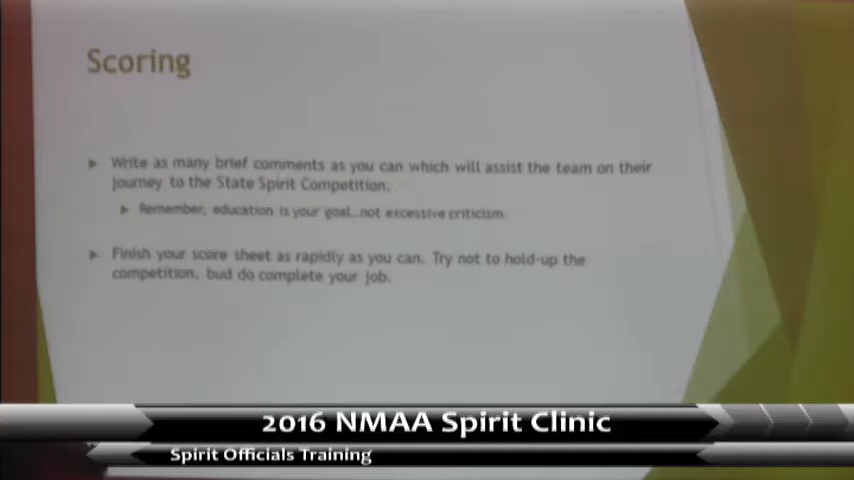 Scoring
Write as many brief comments as you can which will assist the team on their
journey to the State Spirit Competition.
Remember, education is your goal…not excessive criticism.
Finish your score sheet as rapidly as you can. Try not to hold-up the
competition, bud do complete your job.
2016 NMAA Spirit Clinic
Spirit Officials Training